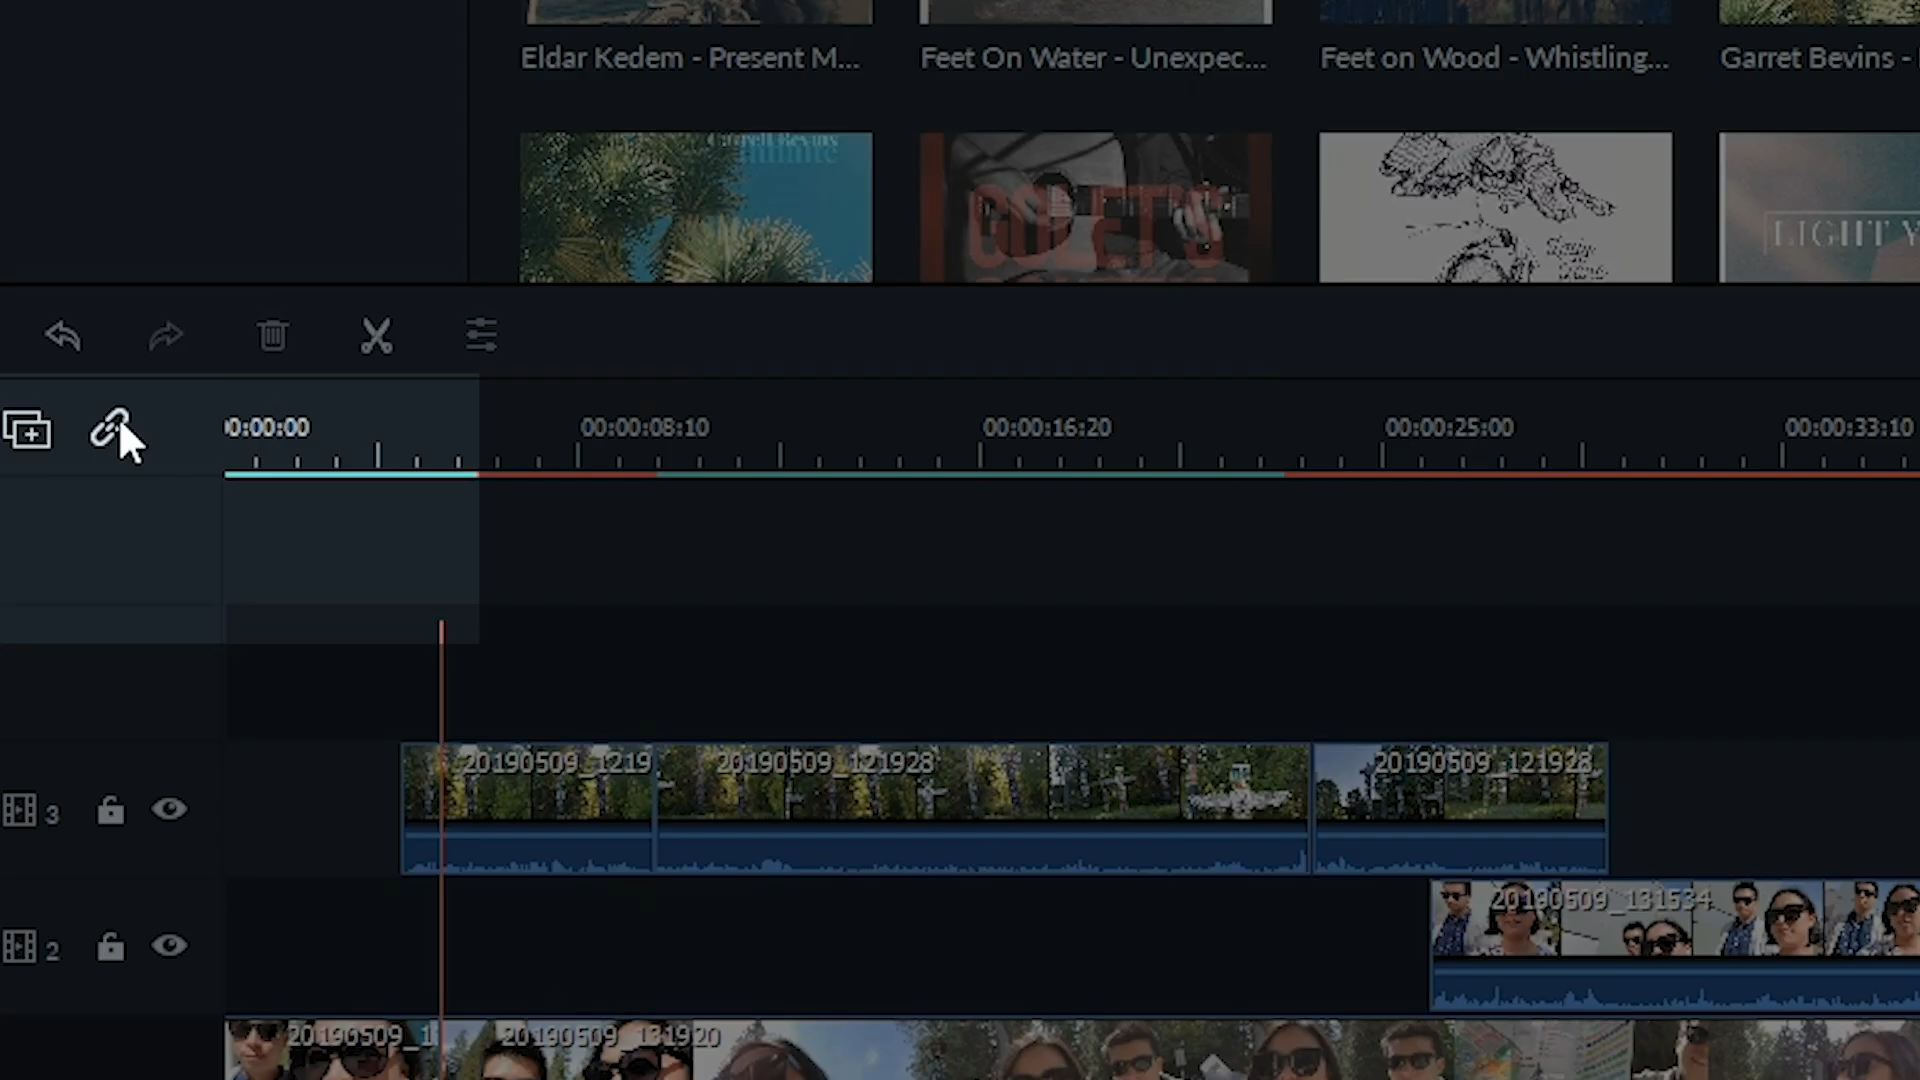 Eldar Kedem - Present M...
Feet On Water - Unexpec...
Feet on Wood - Whistling...
Garret Bevins -
Infinite
GULET'S
LIGHT Y
0:00:00
00:00:08:10
00:00:16:20
00:00:25:00
00:00:33:10
20190509_1219
20190509_121928
20190509_121928
3
20190509_131534
2
20190509_1
20190509_131920